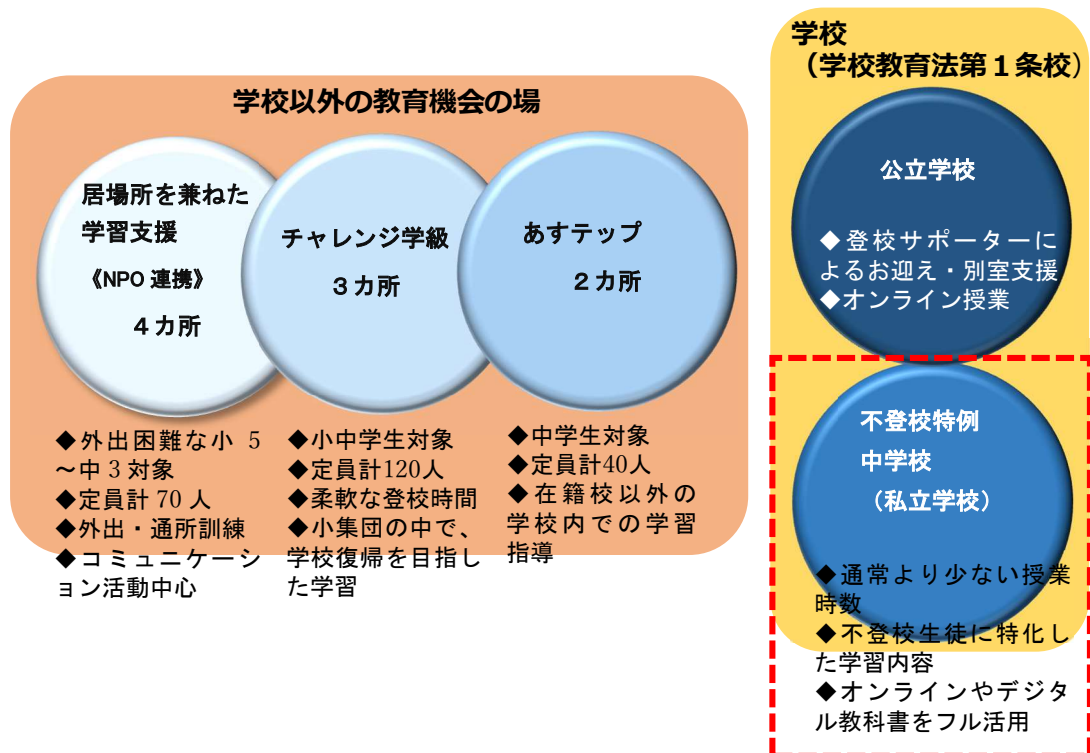 学校以外の教育機会の場
居場所を兼ねた
学習支援
《NPO 連携》
４カ所
チャレンジ学級
３カ所
あすテップ
２カ所
◆外出困難な小 5
～中３対象
◆定員計 70 人
◆外出・通所訓練
◆コミュニケーシ
ョン活動中心
◆小中学生対象
◆定員計120人
◆柔軟な登校時間
◆小集団の中で、
学校復帰を目指し
た学習
◆中学生対象
◆定員計40人
◆在籍校以外の
学校内での学習
指導
学校
（学校教育法第１条校）
公立学校
◆登校サポーターに
よるお迎え・別室支援
◆オンライン授業
不登校特例
中学校
（私立学校）
◆通常より少ない授業
時数
◆不登校生徒に特化し
た学習内容
◆オンラインやデジタ
ル教科書をフル活用